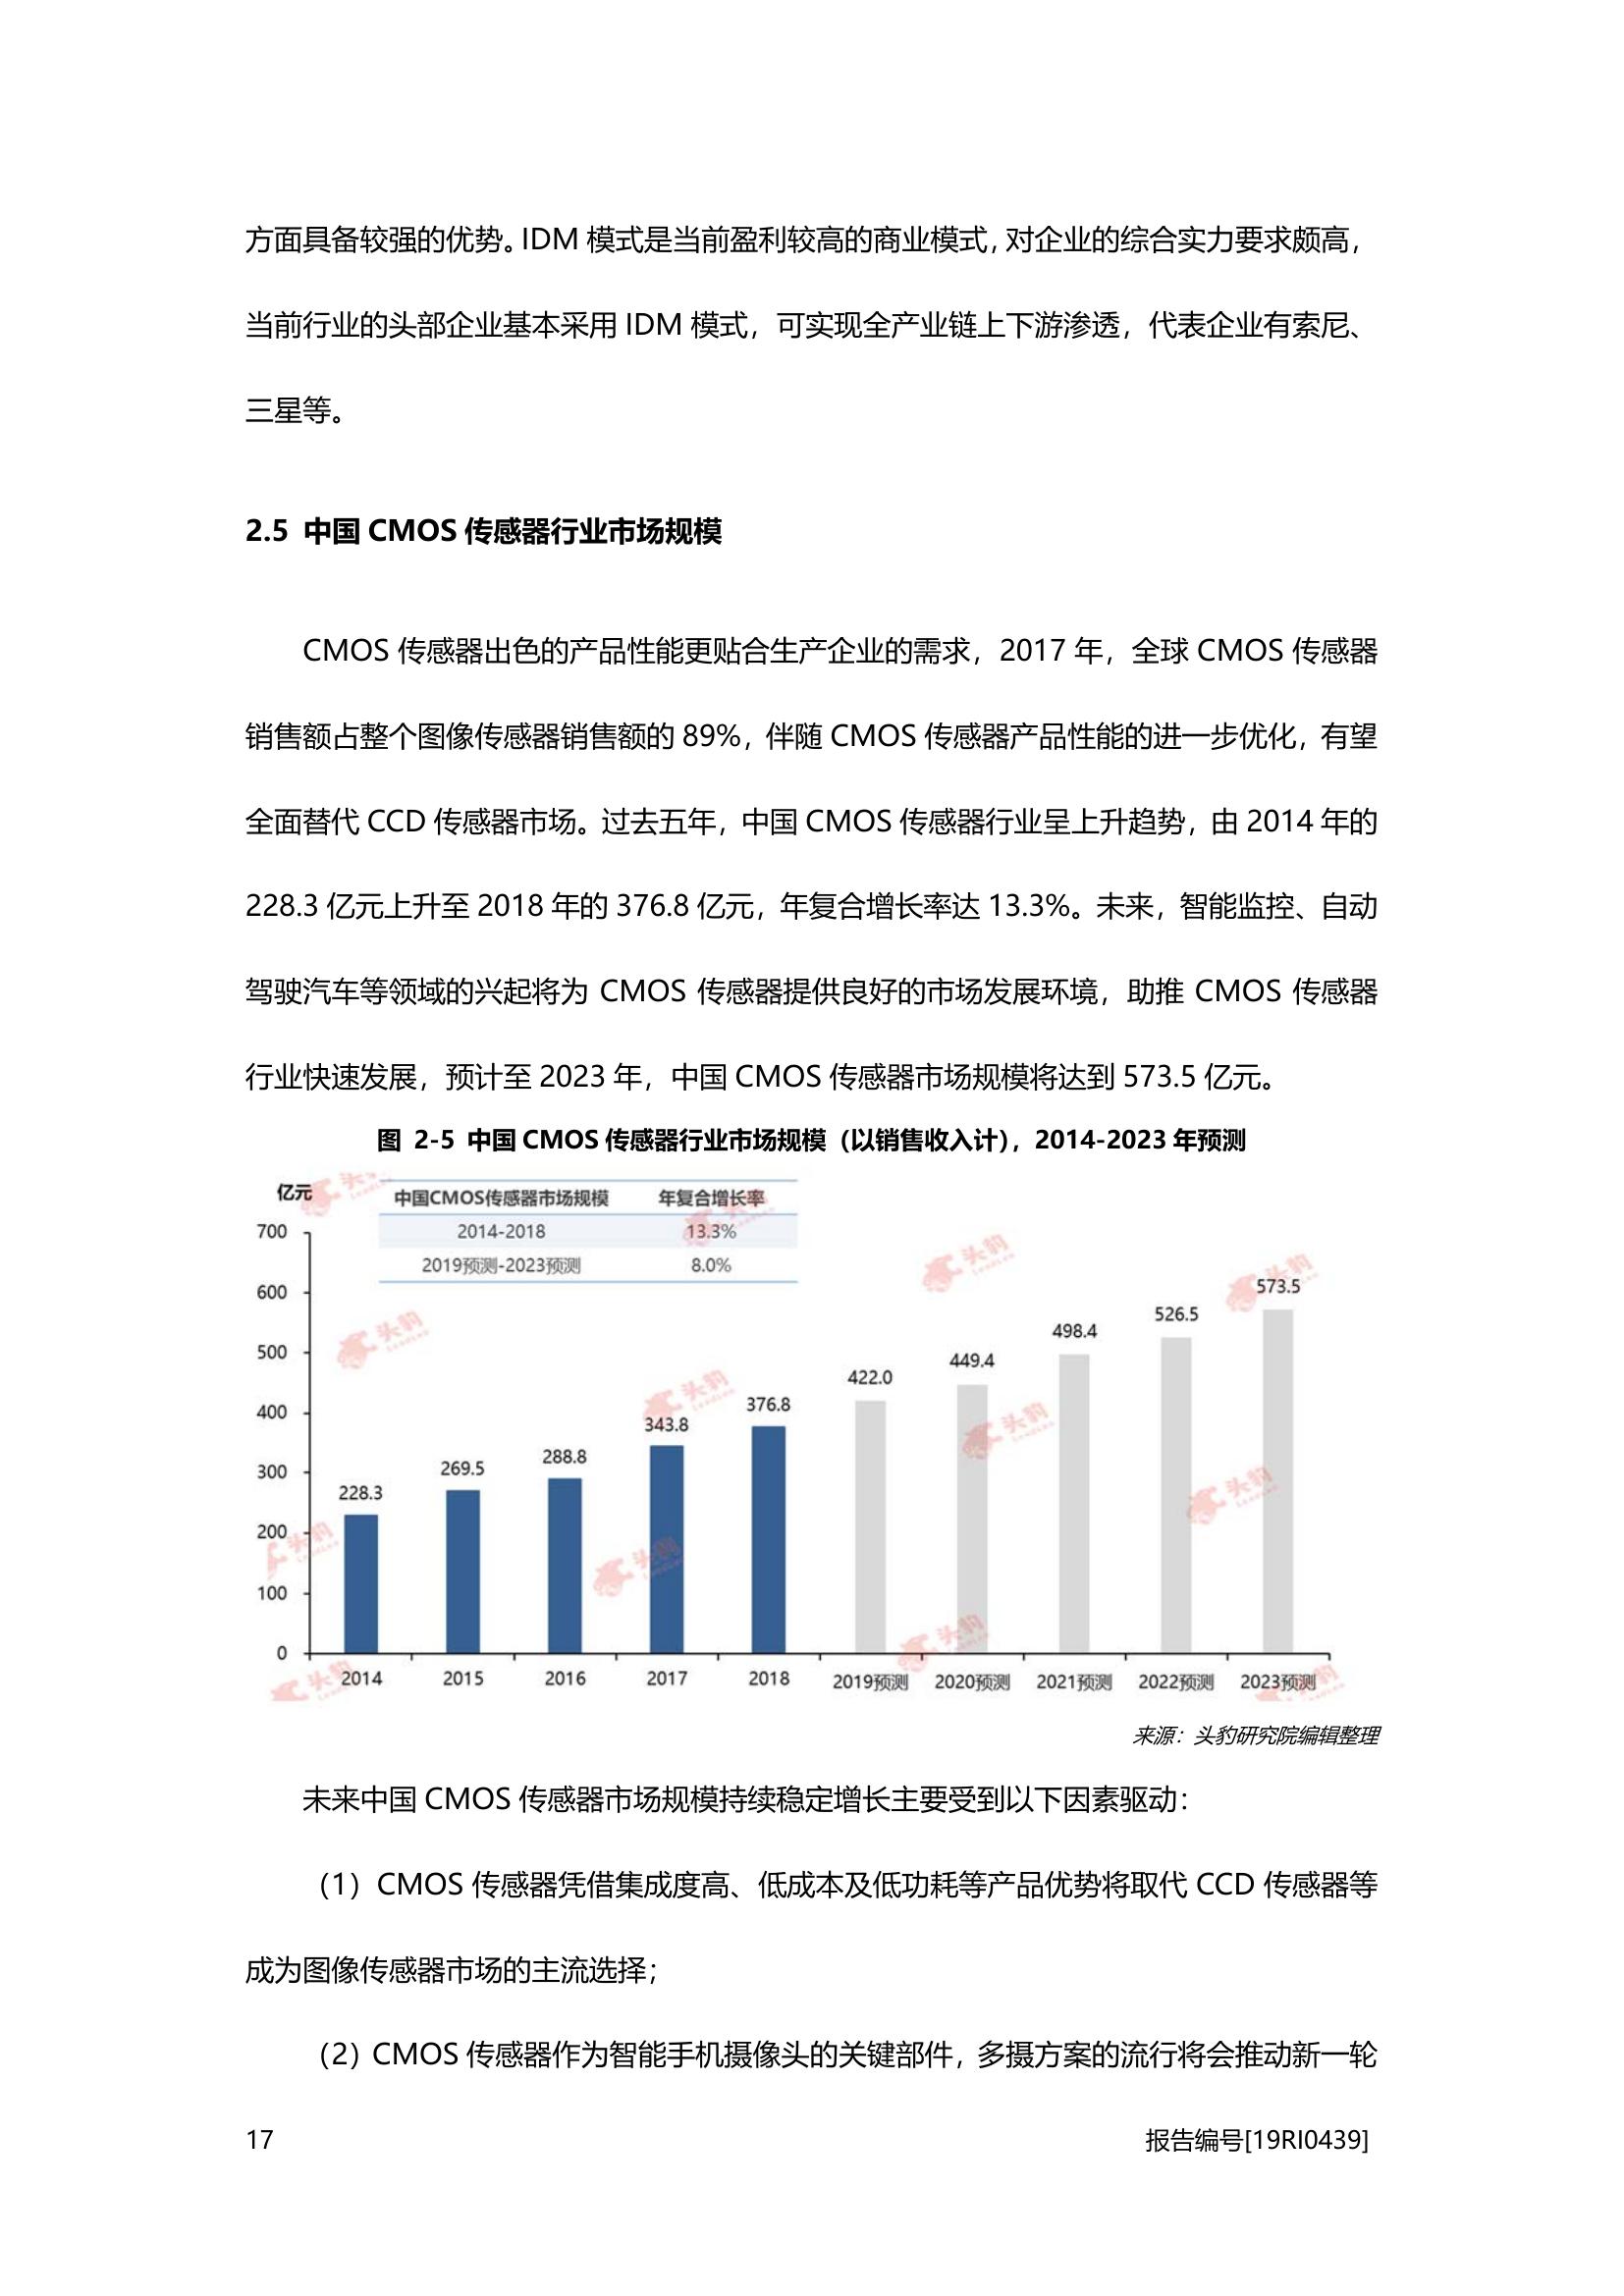 方面具备较强的优势。IDM 模式是当前盈利较高的商业模式，对企业的综合实力要求颇高，
当前行业的头部企业基本采用 IDM 模式，可实现全产业链上下游渗透，代表企业有索尼、
三星等。
2.5 中国 CMOS 传感器行业市场规模
CMOS 传感器出色的产品性能更贴合生产企业的需求，2017 年，全球 CMOS 传感器
销售额占整个图像传感器销售额的 89%，伴随 CMOS 传感器产品性能的进一步优化，有望
全面替代 CCD 传感器市场。过去五年，中国 CMOS 传感器行业呈上升趋势，由 2014 年的
228.3 亿元上升至 2018 年的 376.8 亿元，年复合增长率达 13.3%。未来，智能监控、自动
驾驶汽车等领域的兴起将为 CMOS 传感器提供良好的市场发展环境，助推 CMOS 传感器
行业快速发展，预计至 2023 年，中国 CMOS 传感器市场规模将达到 573.5 亿元。
图 2-5 中国 CMOS 传感器行业市场规模（以销售收入计），2014-2023 年预测
亿元
中国CMOS传感器市场规模 年复合增长率
2014-2018 13.3%
2019预测-2023预测 8.0%
700
600
500
400
300
200
100
0
228.3
269.5
288.8
343.8
376.8
422.0
449.4
498.4
526.5
573.5
2014 2015 2016 2017 2018 2019预测 2020预测 2021预测 2022预测 2023预测
头豹
来源：头豹研究院编辑整理
未来中国 CMOS 传感器市场规模持续稳定增长主要受到以下因素驱动：
（1）CMOS 传感器凭借集成度高、低成本及低功耗等产品优势将取代 CCD 传感器等
成为图像传感器市场的主流选择；
（2）CMOS 传感器作为智能手机摄像头的关键部件，多摄方案的流行将会推动新一轮
17 报告编号[19RI0439]